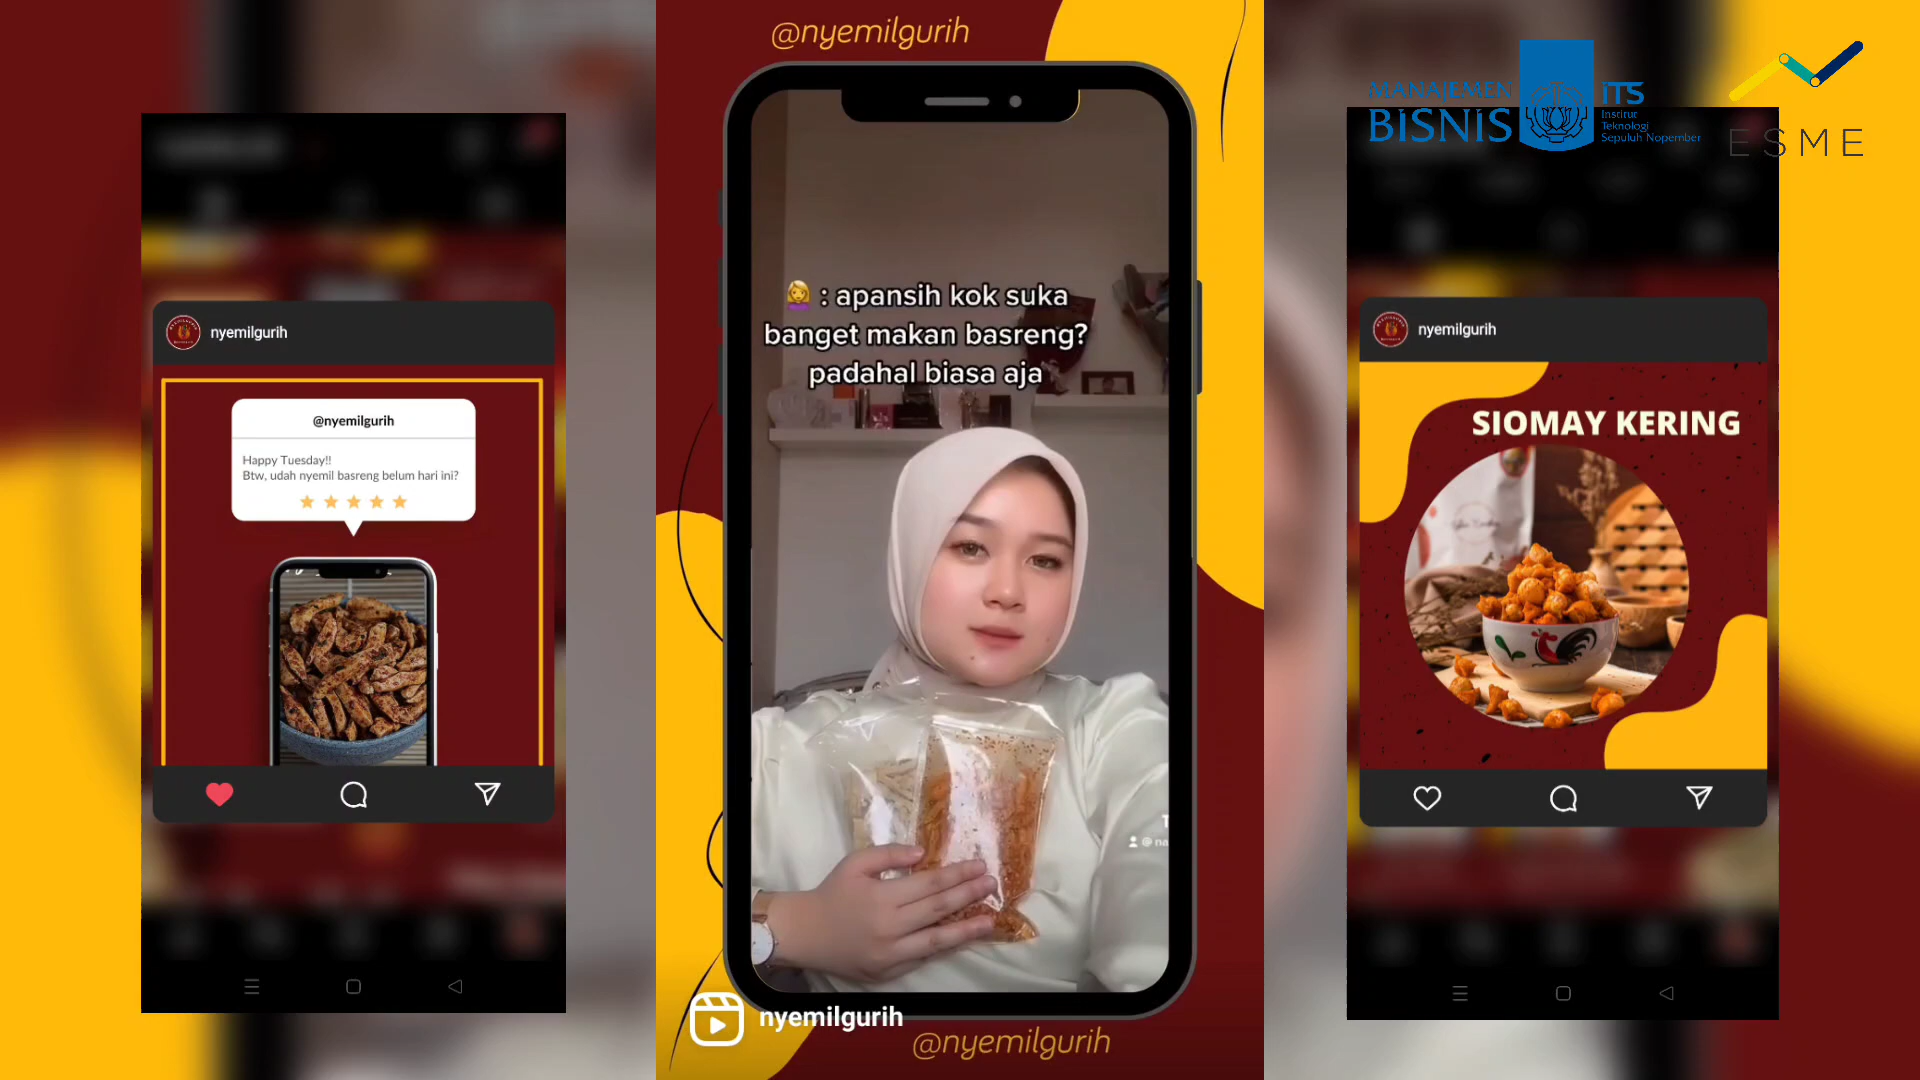 @nyemilgurih
MANAJEMEN
BISNIS
iTS
Institut
Teknologi
Sepuluh Nopember
ESME
nyemilgurih
@nyemilgurih
Happy Tuesday!!
Btw, udah nyemil basreng belum hari ini?
: apansih kok suka
banget makan basreng?
padahal biasa aja
nyemilgurih
SIOMAY KERING
nyemilgurih
@nyemilgurih